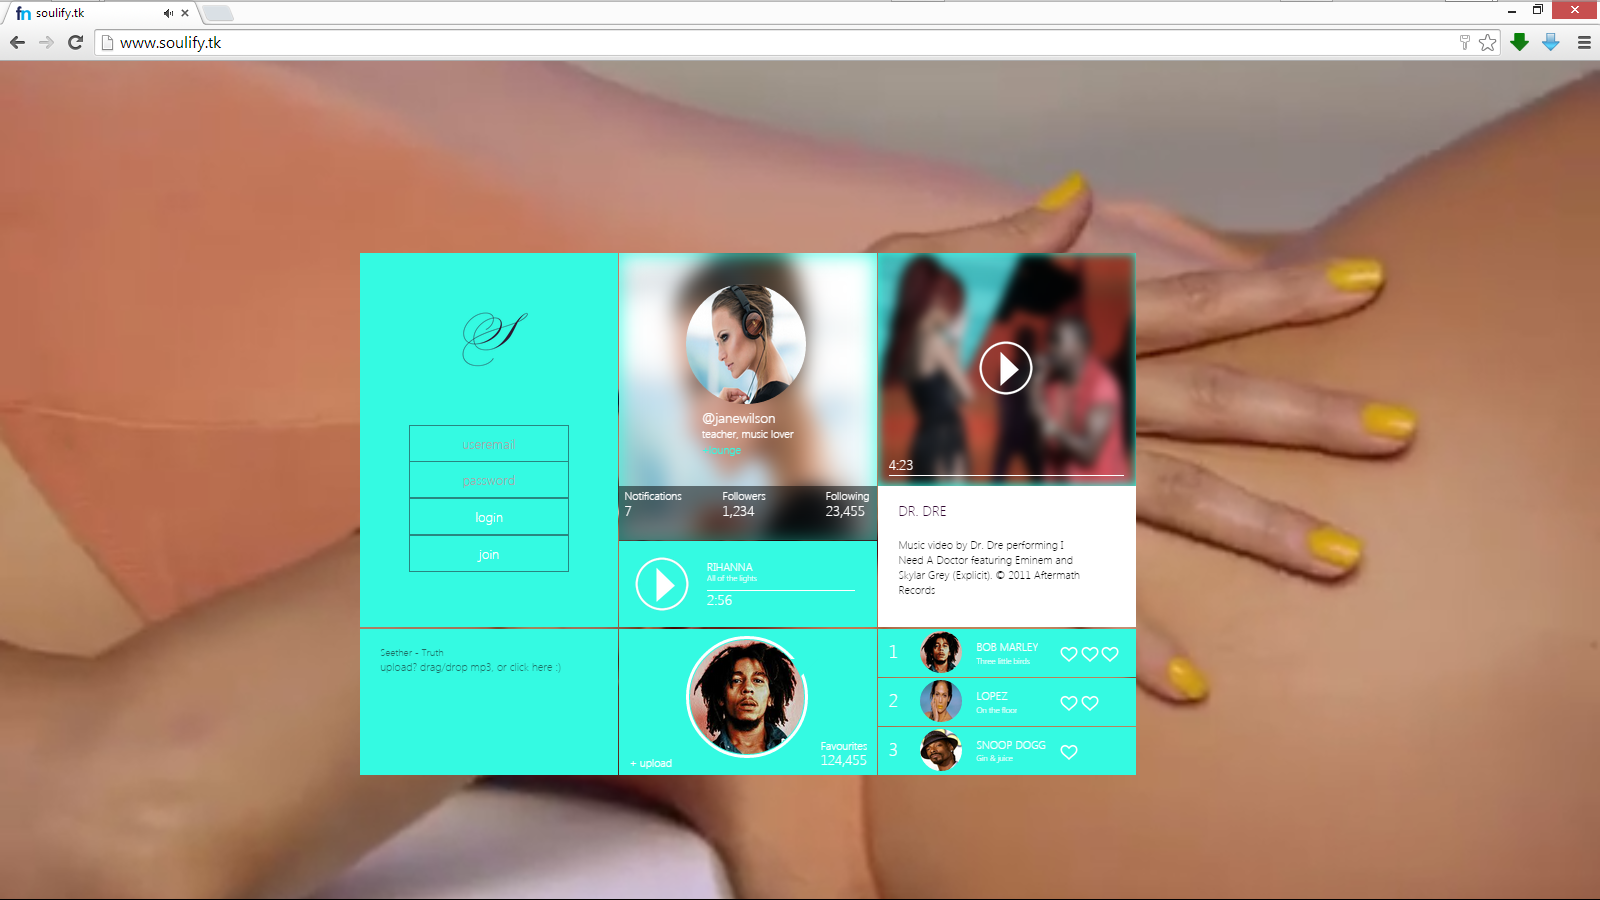 fn soulify.tk
www.soulify.tk
S
useremail
password
login
join
@janewilson
teacher, music lover
+ lounge
Notifications
7
Followers
1,234
Following
23,455
4:23
DR. DRE
Music video by Dr. Dre performing I
Need A Doctor featuring Eminem and
Skylar Grey (Explicit). © 2011 Aftermath
Records
RIHANNA
All of the lights
2:56
Seether - Truth
upload? drag/drop mp3, or click here :)
+ upload
Favourites
124,455
1
BOB MARLEY
Three little birds
2
LOPEZ
On the floor
3
SNOOP DOGG
Gin & juice